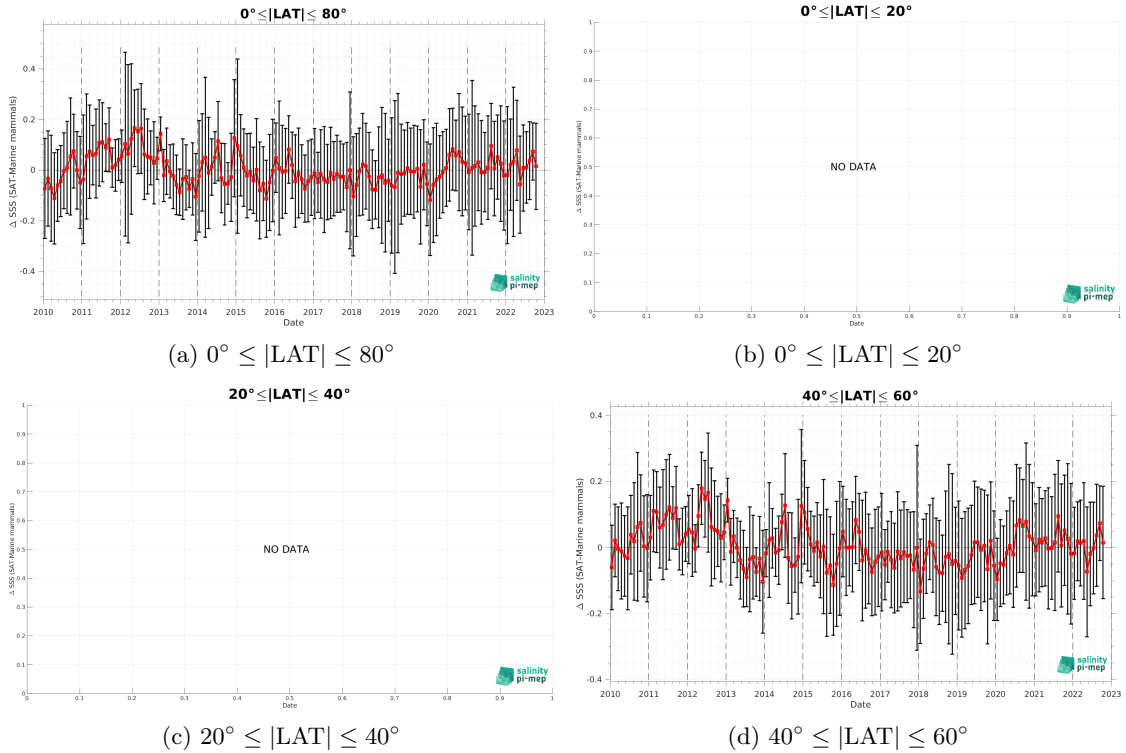 0°≤|LAT|≤ 80°
Δ SSS (SAT-Marine mammals)
0.4
0.2
0
-0.2
-0.4
2010 2011 2012 2013 2014 2015 2016 2017 2018 2019 2020 2021 2022 2023
Date
salinity
pi-mep
(a) 0° ≤ |LAT| ≤ 80°
0°≤|LAT|≤ 20°
Δ SSS (SAT-Marine mammals)
1
0.9
0.8
0.7
0.6
0.5
0.4
0.3
0.2
0.1
0
NO DATA
0 0.1 0.2 0.3 0.4 0.5 0.6 0.7 0.8 0.9 1
Date
salinity
pi-mep
(b) 0° ≤ |LAT| ≤ 20°
20°≤|LAT|≤ 40°
Δ SSS (SAT-Marine mammals)
1
0.9
0.8
0.7
0.6
0.5
0.4
0.3
0.2
0.1
0
NO DATA
0 0.1 0.2 0.3 0.4 0.5 0.6 0.7 0.8 0.9 1
Date
salinity
pi-mep
(c) 20° ≤ |LAT| ≤ 40°
40°≤|LAT|≤ 60°
Δ SSS (SAT-Marine mammals)
0.4
0.2
0
-0.2
-0.4
2010 2011 2012 2013 2014 2015 2016 2017 2018 2019 2020 2021 2022 2023
Date
salinity
pi-mep
(d) 40° ≤ |LAT| ≤ 60°